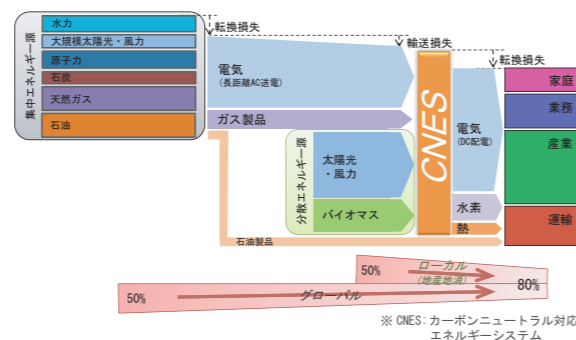 集中エネルギー源
水力
大規模太陽光・風力
原子力
石炭
天然ガス
石油
転換損失
電気
(長距離AC送電)
ガス製品
石油製品
分散エネルギー源
太陽光
・風力
バイオマス
輸送損失
CNES
転換損失
電気
(DC配電)
水素
熱
家庭
業務
産業
運輸
50%
ローカル
(地産地消)
80%
50%
グローバル
※ CNES: カーボンニュートラル対応
エネルギーシステム